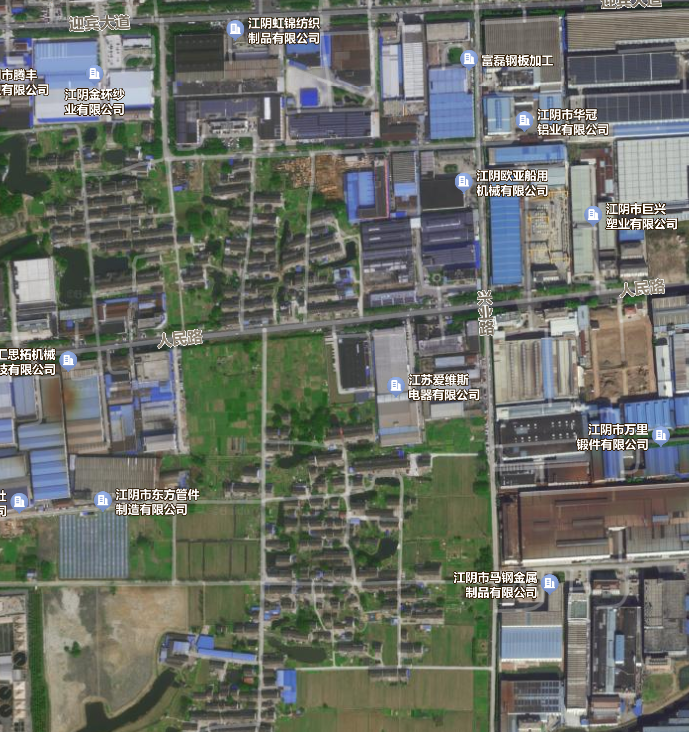 迎宾大道
迎宾大道
江阴虹锦纺织
制品有限公司
富磊钢板加工
市腾丰
有限公司
江阴金环纱
业有限公司
江阴市华冠
铝业有限公司
江阴欧亚船用
机械有限公司
江阴市巨兴
塑业有限公司
人民路
兴业路
人民路
汇思拓机械
技有限公司
江苏爱维斯
电器有限公司
江阴市万里
锻件有限公司
江阴市东方管件
制造有限公司
司
江阴市马钢金属
制品有限公司